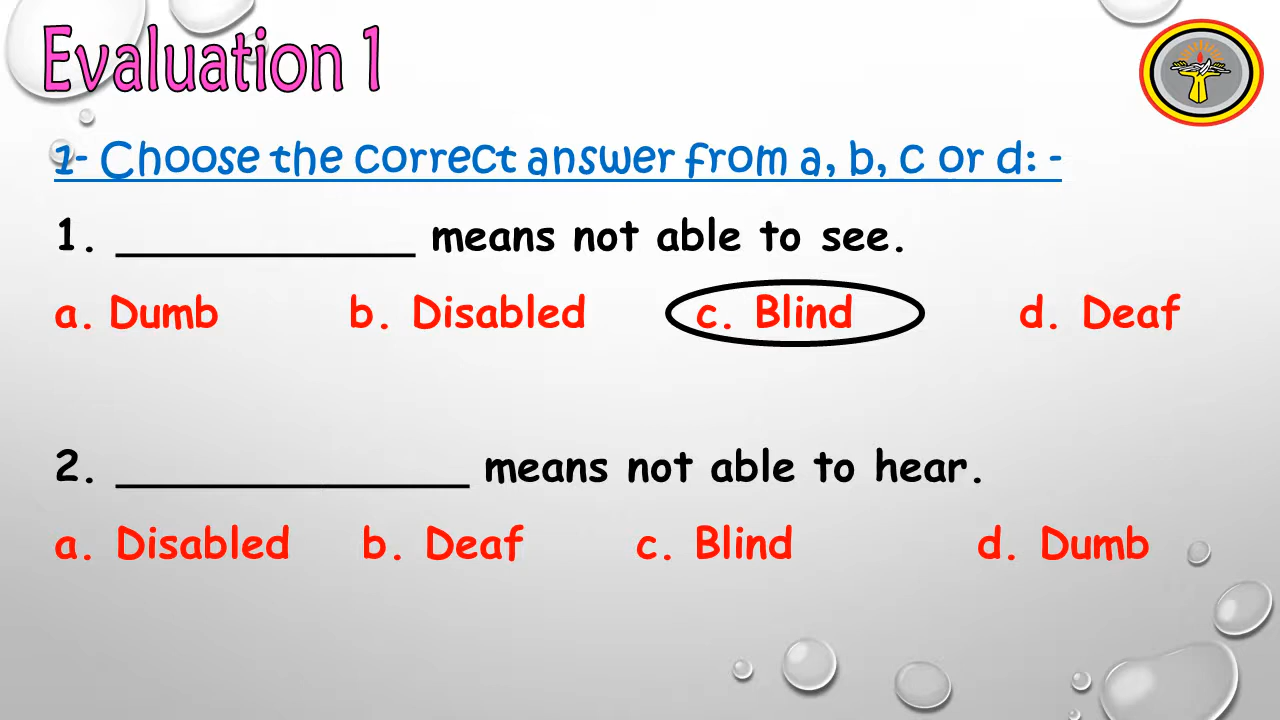 Evaluation 1
1- Choose the correct answer from a, b, c or d: -
1. ____________ means not able to see.
a. Dumb b. Disabled c. Blind d. Deaf
2. ______________ means not able to hear.
a. Disabled b. Deaf c. Blind d. Dumb